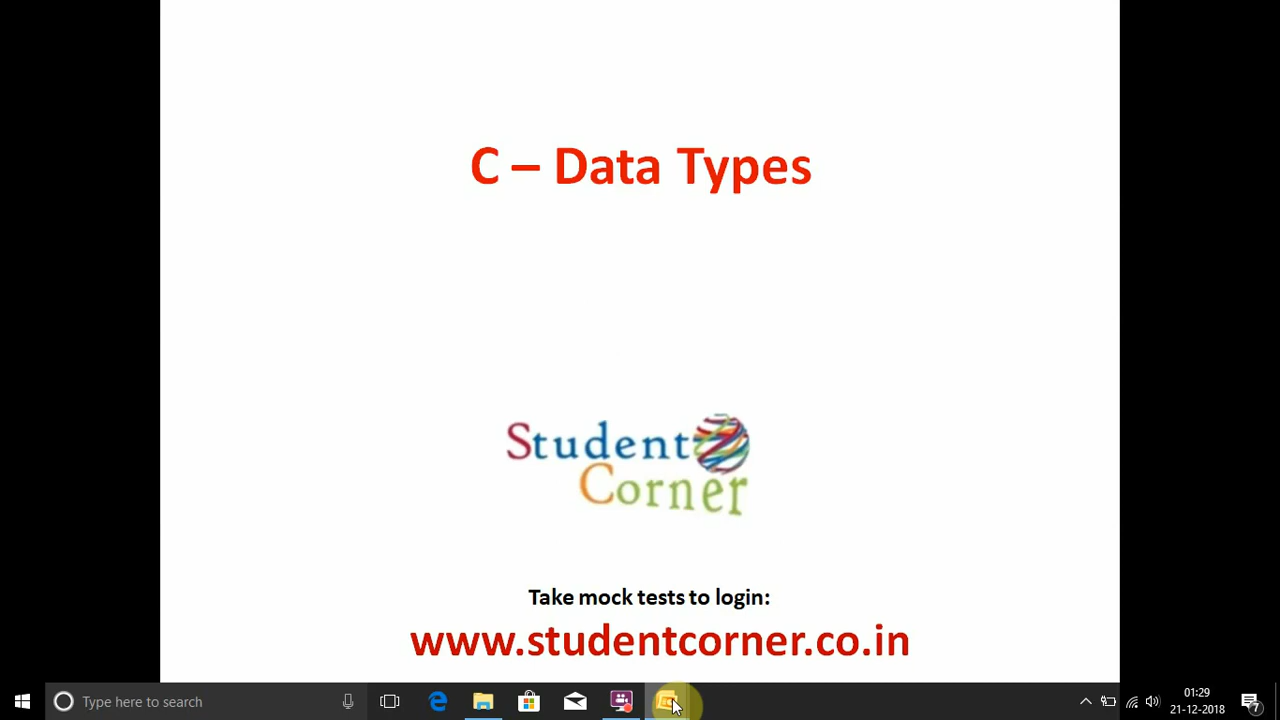 C – Data Types
Student
Corner
Take mock tests to login:
www.studentcorner.co.in
Type here to search
01:29
21-12-2018
7